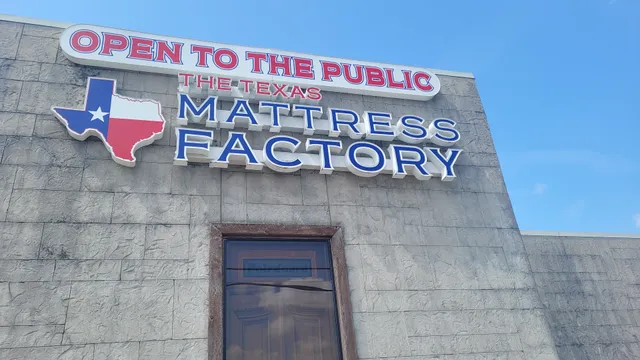 OPEN TO THE PUBLIC
THE TEXAS
MATTRESS
FACTORY